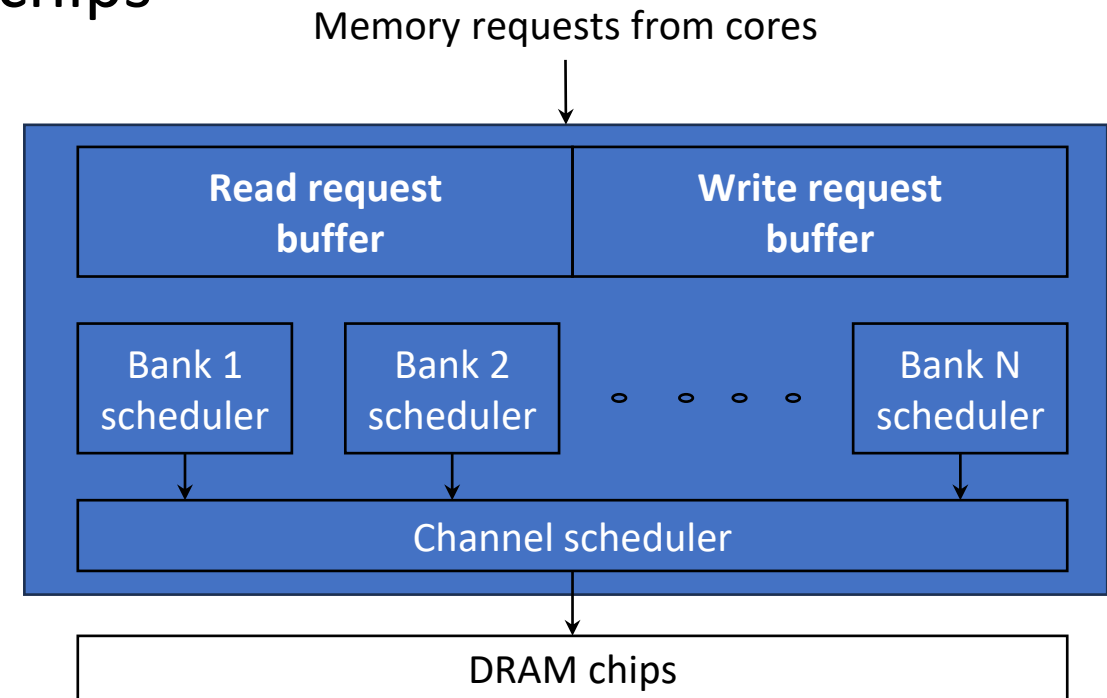 chips
Memory requests from cores
Read request
buffer
Write request
buffer
Bank 1
scheduler
Bank 2
scheduler
Bank N
scheduler
Channel scheduler
DRAM chips